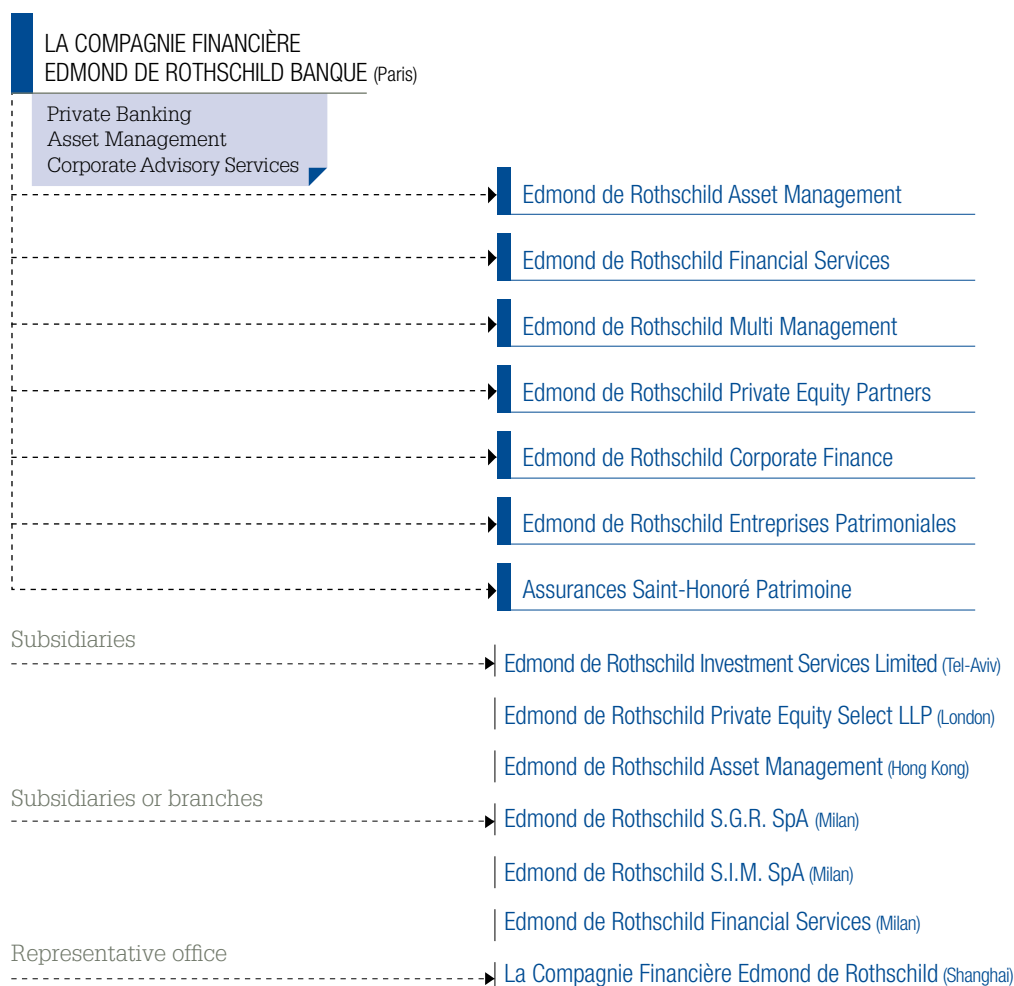 LA COMPAGNIE FINANCIÈRE
EDMOND DE ROTHSCHILD BANQUE (Paris)
Private Banking
Asset Management
Corporate Advisory Services
Edmond de Rothschild Asset Management
Edmond de Rothschild Financial Services
Edmond de Rothschild Multi Management
Edmond de Rothschild Private Equity Partners
Edmond de Rothschild Corporate Finance
Edmond de Rothschild Entreprises Patrimoniales
Assurances Saint-Honoré Patrimoine
Subsidiaries
Edmond de Rothschild Investment Services Limited (Tel-Aviv)
Edmond de Rothschild Private Equity Select LLP (London)
Edmond de Rothschild Asset Management (Hong Kong)
Subsidiaries or branches
Edmond de Rothschild S.G.R. SpA (Milan)
Edmond de Rothschild S.I.M. SpA (Milan)
Edmond de Rothschild Financial Services (Milan)
Representative office
La Compagnie Financière Edmond de Rothschild (Shanghai)